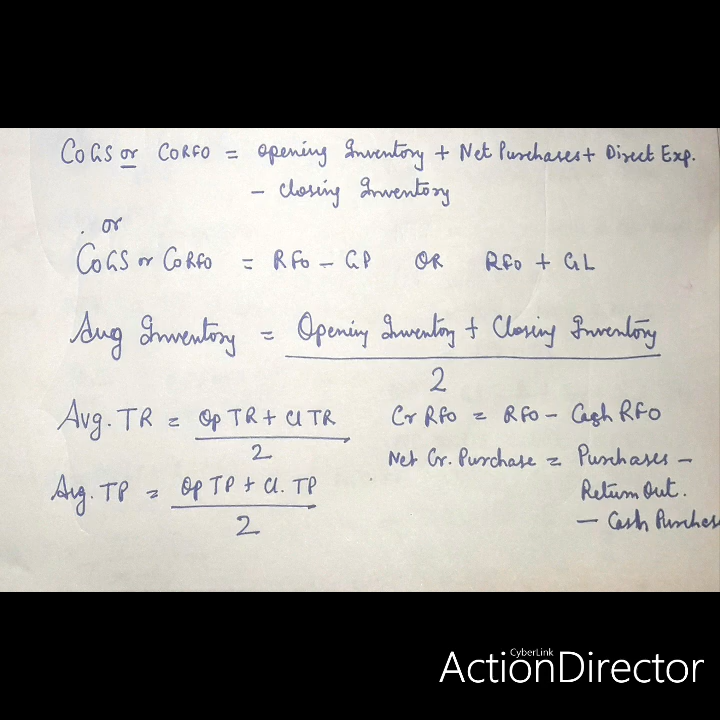 COGS or CORFO = Opening Inventory + Net Purchases + Direct Exp.
- Closing Inventory
or
COGS or CORFO = RFO - GP OR RFO + GL
Avg Inventory = Opening Inventory + Closing Inventory
2
Avg. TR = Op TR + Cl TR
2
Cr RFO = RFO - Cash RFO
Net Cr. Purchase = Purchases -
Return Out.
- Cash Purchas
Avg. TP = Op TP + Cl. TP
2
CyberLink
ActionDirector